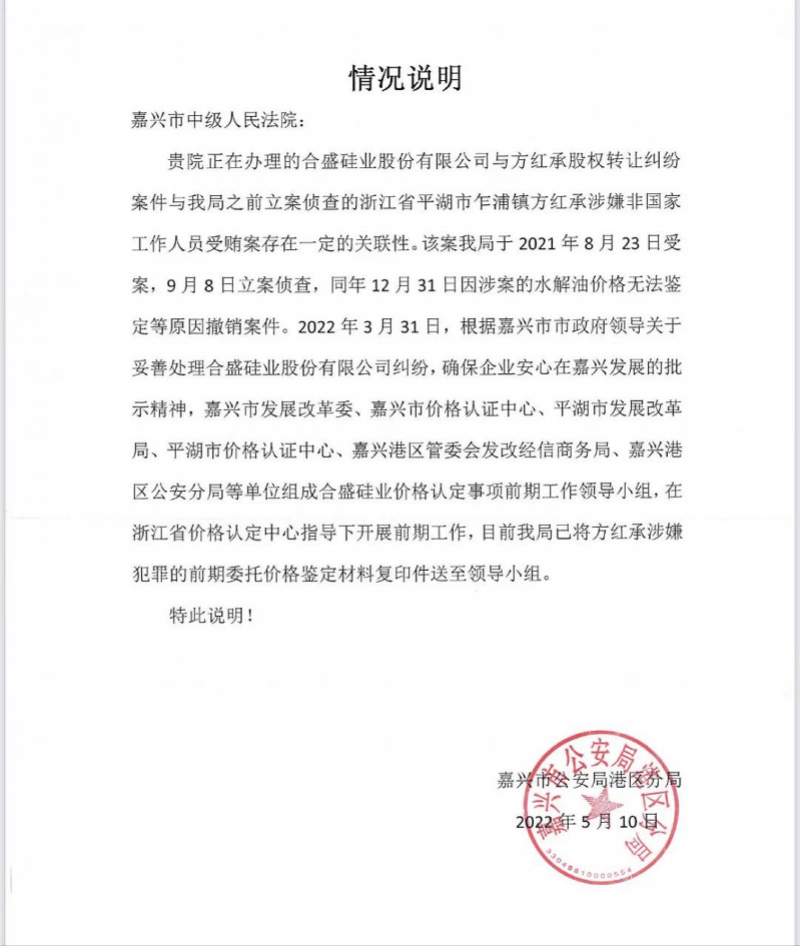 情况说明
嘉兴市中级人民法院：
贵院正在办理的合盛硅业股份有限公司与方红承股权转让纠纷
案件与我局之前立案侦查的浙江省平湖市乍浦镇方红承涉嫌非国家
工作人员受贿案存在一定的关联性。该案我局于 2021 年 8 月 23 日受
案，9 月 8 日立案侦查，同年 12 月 31 日因涉案的水解油价格无法鉴
定等原因撤销案件。2022 年 3 月 31 日，根据嘉兴市市政府领导关于
妥善处理合盛硅业股份有限公司纠纷，确保企业安心在嘉兴发展的批
示精神，嘉兴市发展改革委、嘉兴市价格认证中心、平湖市发展改革
局、平湖市价格认证中心、嘉兴港区管委会发改经信商务局、嘉兴港
区公安分局等单位组成合盛硅业价格认定事项前期工作领导小组，在
浙江省价格认定中心指导下开展前期工作，目前我局已将方红承涉嫌
犯罪的前期委托价格鉴定材料复印件送至领导小组。
特此说明！
嘉兴市公安局港区分局
2022 年 5 月 10 日
嘉兴市公安局港区分局